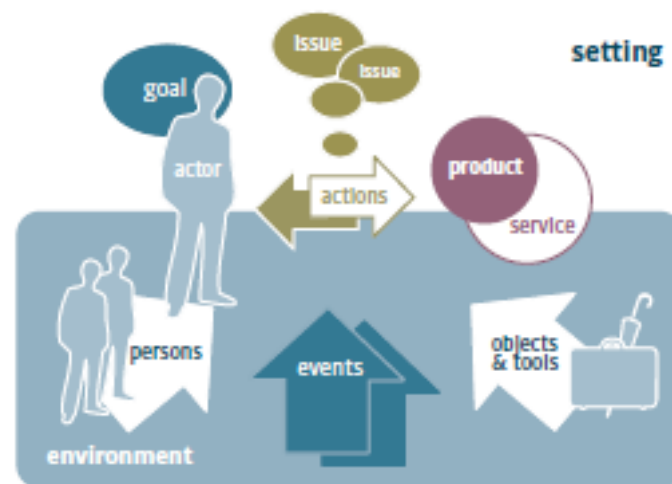 Issue
Issue
setting
goal
actor
product
actions
service
persons
events
objects
& tools
environment